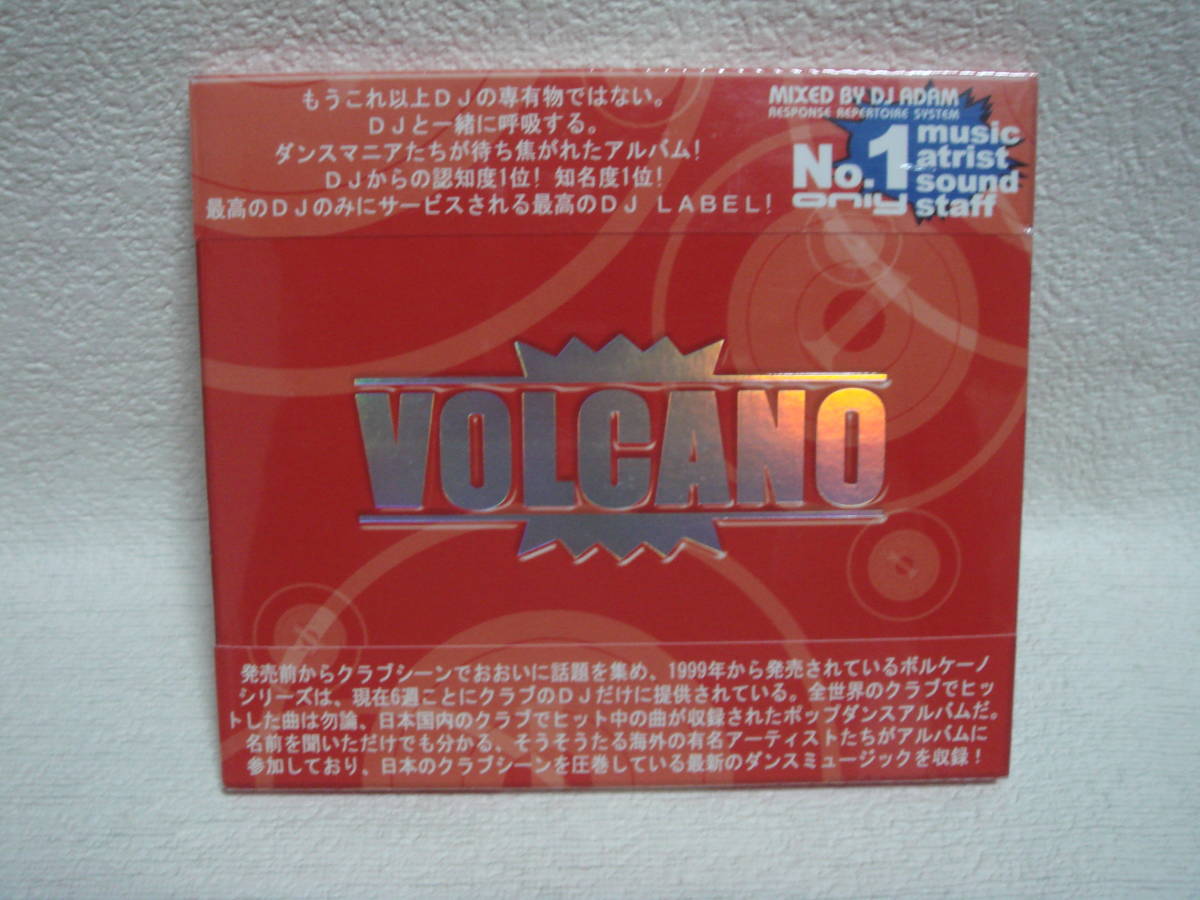 もうこれ以上ＤＪの専有物ではない。
ＤＪと一緒に呼吸する。
ダンスマニアたちが待ち焦がれたアルバム！
ＤＪからの認知度1位！ 知名度1位！
最高のＤＪのみにサービスされる最高のＤＪ ＬＡＢＥＬ！
MIXED BY DJ ADAM
RESPONSE REPERTOIRE SYSTEM
No.1
only
music
atrist
sound
staff
VOLCANO
発売前からクラブシーンでおおいに話題を集め、1999年から発売されているボルケーノ
シリーズは、現在6週ごとにクラブのＤＪだけに提供されている。全世界のクラブでヒッ
トした曲は勿論、日本国内のクラブでヒット中の曲が収録されたポップダンスアルバムだ。
名前を聞いただけでも分かる、そうそうたる海外の有名アーティストたちがアルバムに
参加しており、日本のクラブシーンを圧巻している最新のダンスミュージックを収録！